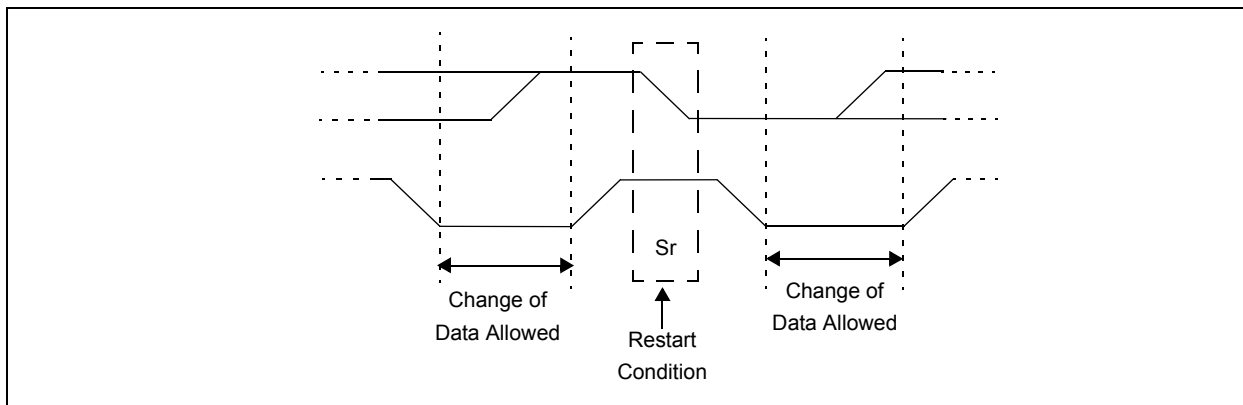 Sr
Change of
Data Allowed
Restart
Condition
Change of
Data Allowed